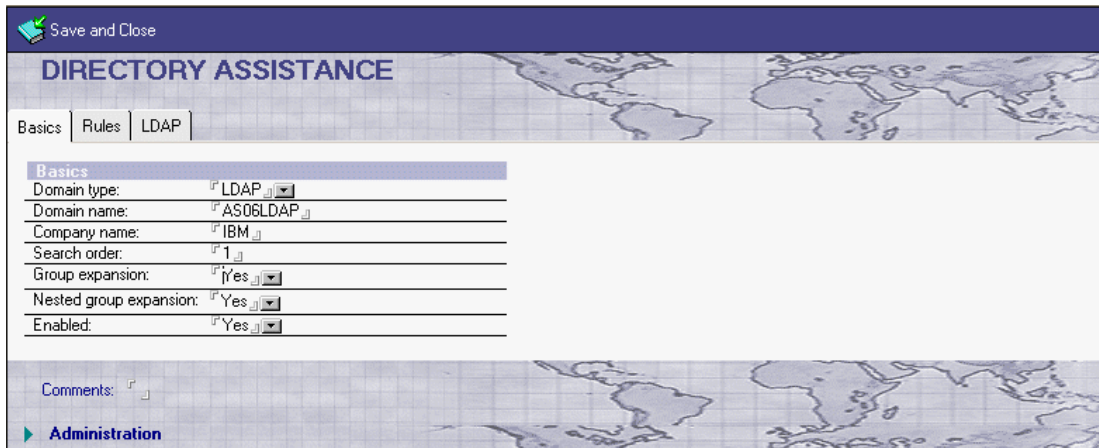 Save and Close
DIRECTORY ASSISTANCE
Basics Rules LDAP
Basics
Domain type: LDAP
Domain name: AS06LDAP
Company name: IBM
Search order: 1
Group expansion: Yes
Nested group expansion: Yes
Enabled: Yes
Comments:
Administration